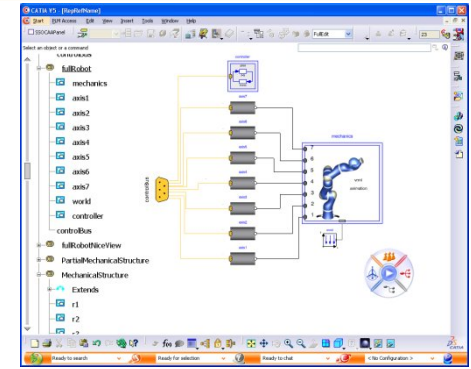 CATIA V5 - [RepRefName]
Start PLM Access Edit View Insert Tools Window Help
Select an object or a command
fullRobot
mechanics
axis1
axis2
axis3
axis4
axis5
axis6
axis7
world
controller
controlBus
fullRobotNiceView
PartialMechanicalStructure
MechanicalStructure
Extends
r1
r2
controlBus
mechanics
7
6
5
4
3
2
1
Ready to search
Ready for selection
Ready to chat
< No Configuration >
CATIA